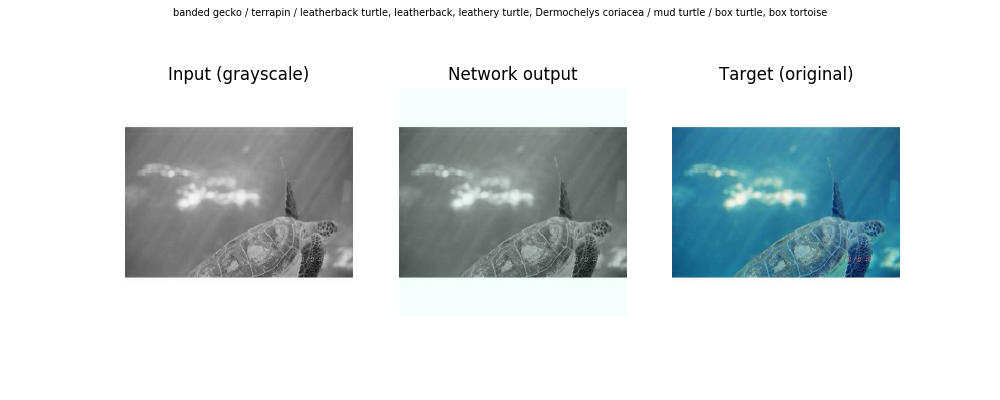 banded gecko / terrapin / leatherback turtle, leatherback, leathery turtle, Dermochelys coriacea / mud turtle / box turtle, box tortoise
Input (grayscale)
Network output
Target (original)